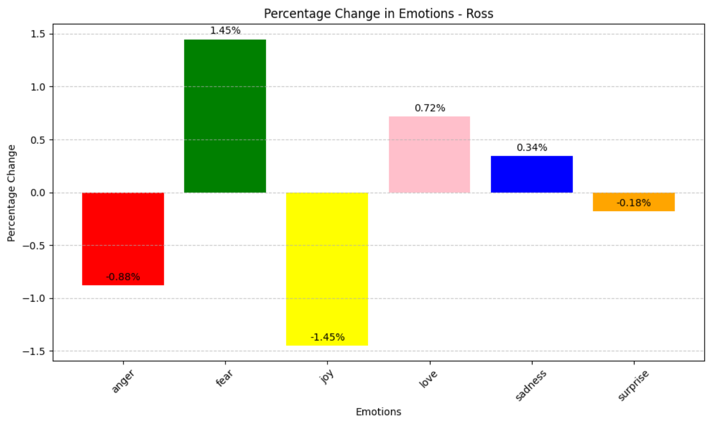 Percentage Change in Emotions - Ross
Percentage Change
1.5
1.0
0.5
0.0
−0.5
−1.0
−1.5
-0.88%
1.45%
-1.45%
0.72%
0.34%
-0.18%
anger
fear
joy
love
sadness
surprise
Emotions